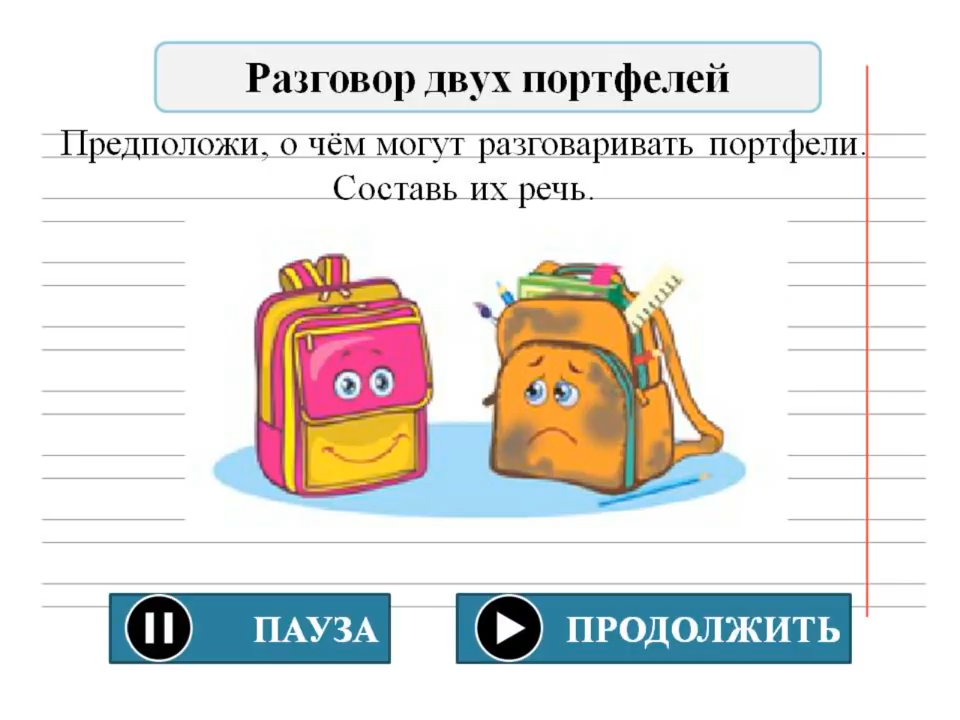 Разговор двух портфелей
Предположи, о чём могут разговаривать портфели.
Составь их речь.
ПАУЗА
ПРОДОЛЖИТЬ